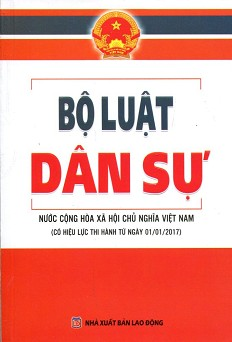 BỘ LUẬT
DÂN SỰ
NƯỚC CỘNG HÒA XÃ HỘI CHỦ NGHĨA VIỆT NAM
(CÓ HIỆU LỰC THI HÀNH TỪ NGÀY 01/01/2017)
NHÀ XUẤT BẢN LAO ĐỘNG